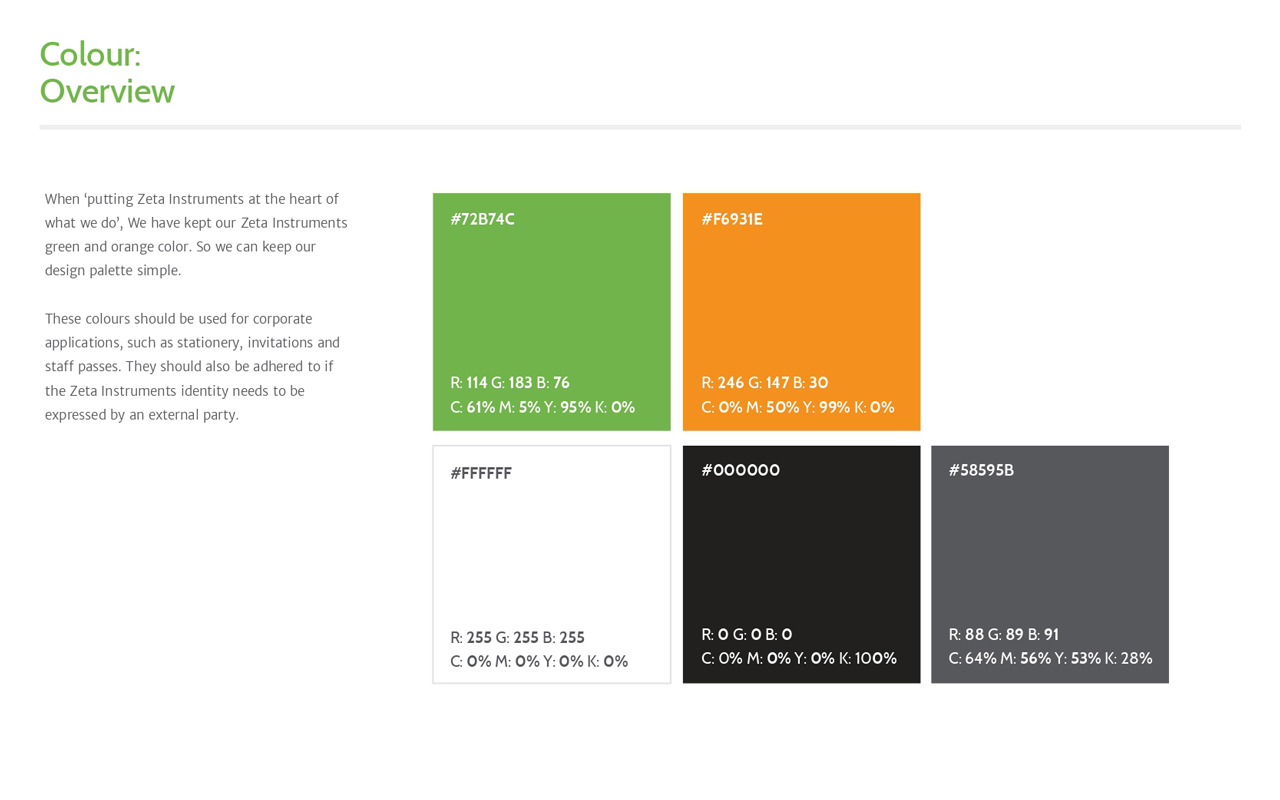 Colour:
Overview
When ‘putting Zeta Instruments at the heart of
what we do’, We have kept our Zeta Instruments
green and orange color. So we can keep our
design palette simple.
These colours should be used for corporate
applications, such as stationery, invitations and
staff passes. They should also be adhered to if
the Zeta Instruments identity needs to be
expressed by an external party.
#72B74C
R: 114 G: 183 B: 76
C: 61% M: 5% Y: 95% K: 0%
#F6931E
R: 246 G: 147 B: 30
C: 0% M: 50% Y: 99% K: 0%
#FFFFFF
R: 255 G: 255 B: 255
C: 0% M: 0% Y: 0% K: 0%
#000000
R: 0 G: 0 B: 0
C: 0% M: 0% Y: 0% K: 100%
#58595B
R: 88 G: 89 B: 91
C: 64% M: 56% Y: 53% K: 28%